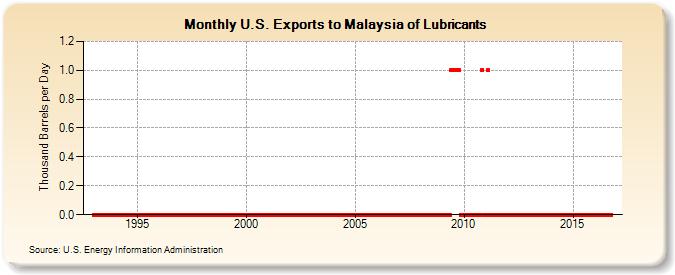 Monthly U.S. Exports to Malaysia of Lubricants
Thousand Barrels per Day
1.2
1.0
0.8
0.6
0.4
0.2
0.0
1995 2000 2005 2010 2015
Source: U.S. Energy Information Administration